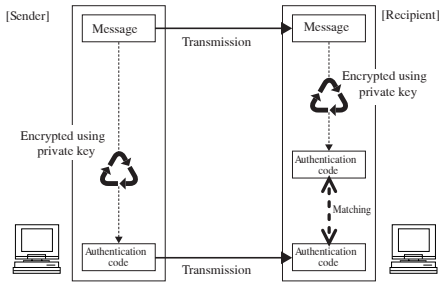 [Sender]
Message
Transmission
Message
[Recipient]
Encrypted using
private key
Encrypted using
private key
Authentication
code
Matching
Authentication
code
Transmission
Authentication
code